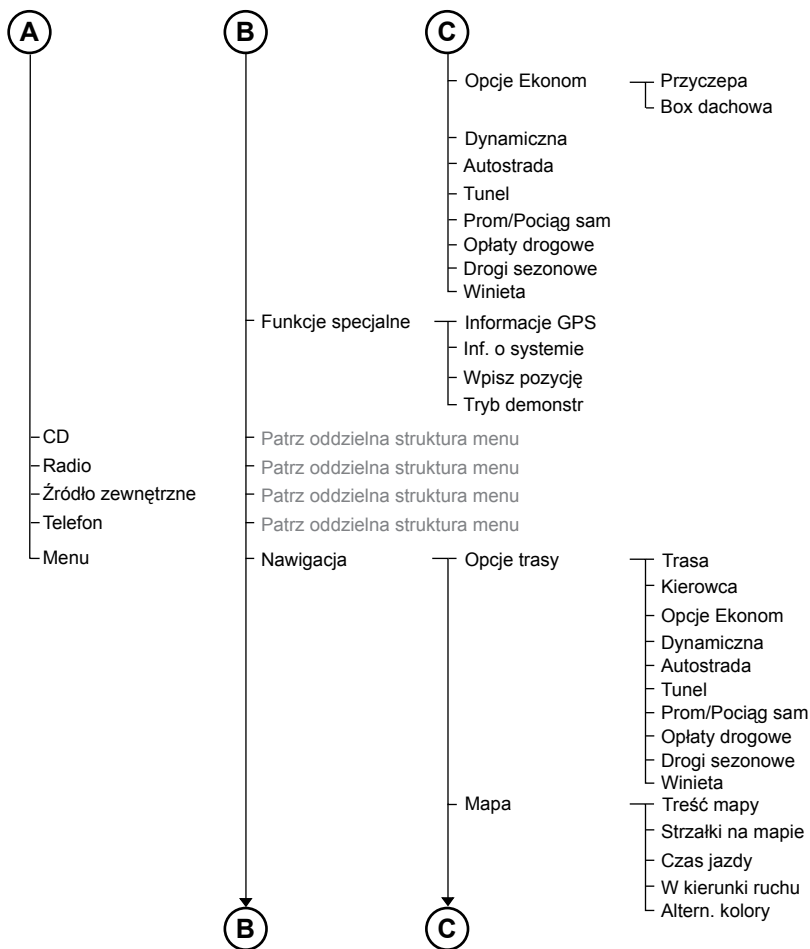 A B C
Opcje Ekonom Przyczepa
Box dachowa
Dynamiczna
Autostrada
Tunel
Prom/Pociąg sam
Opłaty drogowe
Drogi sezonowe
Winieta
Funkcje specjalne Informacje GPS
Inf. o systemie
Wpisz pozycję
Tryb demonstr
CD Patrz oddzielna struktura menu
Radio Patrz oddzielna struktura menu
Źródło zewnętrzne Patrz oddzielna struktura menu
Telefon Patrz oddzielna struktura menu
Menu Nawigacja Opcje trasy Trasa
Kierowca
Opcje Ekonom
Dynamiczna
Autostrada
Tunel
Prom/Pociąg sam
Opłaty drogowe
Drogi sezonowe
Winieta
Mapa Treść mapy
Strzałki na mapie
Czas jazdy
W kierunki ruchu
Altern. kolory
B C